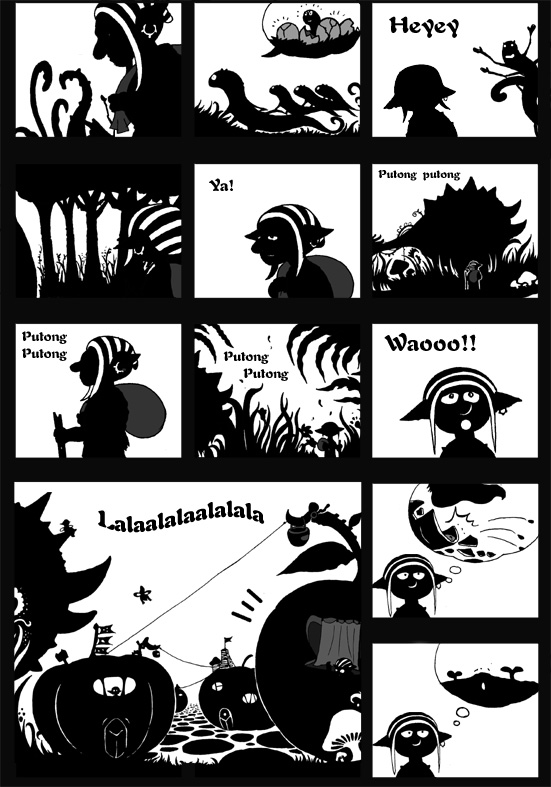 Heyey
Ya!
Putong putong
Putong
Putong
Putong
Putong
Waooo!!
Lalaalalaalalala